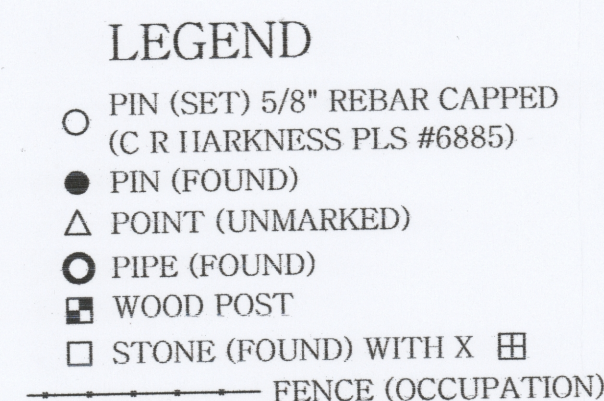 LEGEND
PIN (SET) 5/8" REBAR CAPPED
(C R HARKNESS PLS #6885)
PIN (FOUND)
POINT (UNMARKED)
PIPE (FOUND)
WOOD POST
STONE (FOUND) WITH X
FENCE (OCCUPATION)